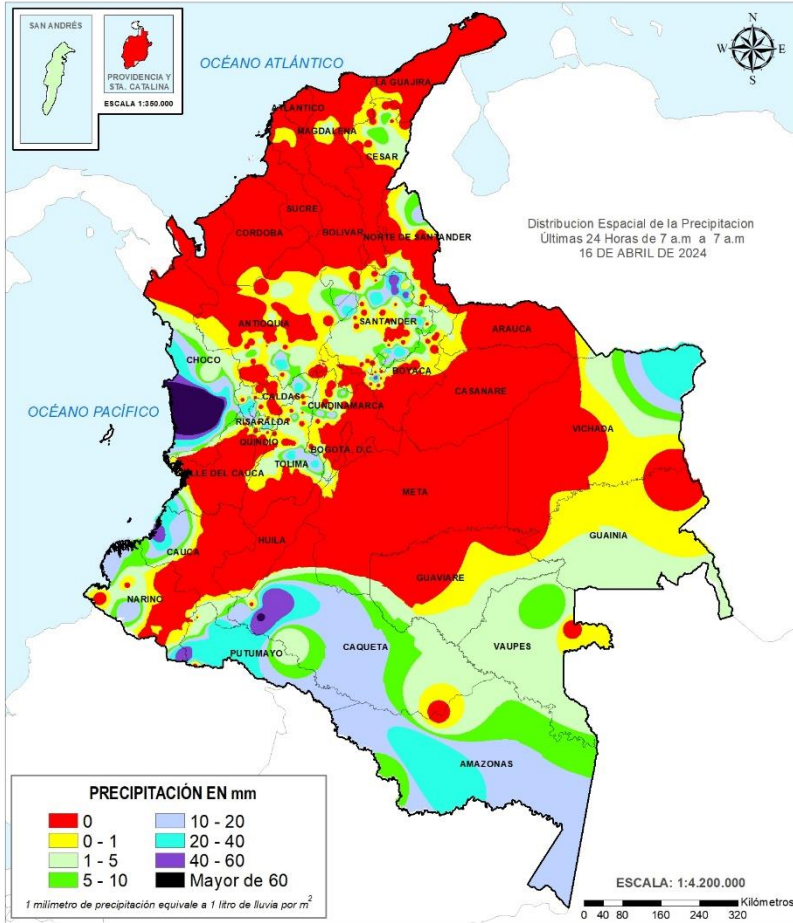 SAN ANDRÉS
PROVIDENCIA Y
STA. CATALINA
ESCALA 1:350.000
OCÉANO ATLÁNTICO
N
W
E
S
LA GUAJIRA
ATLANTICO
MAGDALENA
CESAR
SUCRE
CORDOBA
BOLIVAR
NORTE DE SANTANDER
Distribucion Espacial de la Precipitacion
Últimas 24 Horas de 7 a.m a 7 a.m
16 DE ABRIL DE 2024
ANTIOQUIA
SANTANDER
ARAUCA
CHOCO
BOYACA
CASANARE
OCÉANO PACÍFICO
CALDAS
CUNDINAMARCA
RISARALDA
VICHADA
QUINDIO
BOGOTA, D.C
TOLIMA
LLE DEL CAUCA
META
GUAINIA
CAUCA
HUILA
GUAVIARE
NARIÑO
PUTUMAYO
CAQUETA
VAUPES
AMAZONAS
PRECIPITACIÓN EN mm
0
10 - 20
0 - 1
20 - 40
1 - 5
40 - 60
5 - 10
Mayor de 60
1 milímetro de precipitación equivale a 1 litro de lluvia por m²
ESCALA: 1:4.200.000
Kilómetros
0 40 80 160 240 320